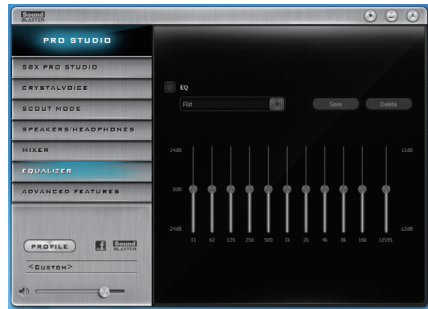 Sound BLASTER
PRO STUDIO
SBX PRO STUDIO
CRYSTALVOICE
SCOUT MODE
SPEAKERS/HEADPHONES
MIXER
EQUALIZER
ADVANCED FEATURES
PROFILE
f
Sound BLASTER
<CUSTOM>
EQ
Flat
Save
Delete
24dB
12dB
0dB
-24dB
-12dB
31 62 125 250 500 1k 2k 4k 8k 16k LEVEL